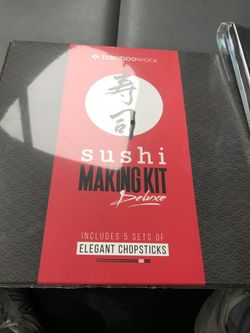 bambooworx
寿司
sushi
MAKING KIT
Deluxe
INCLUDES 5 SETS OF
ELEGANT CHOPSTICKS